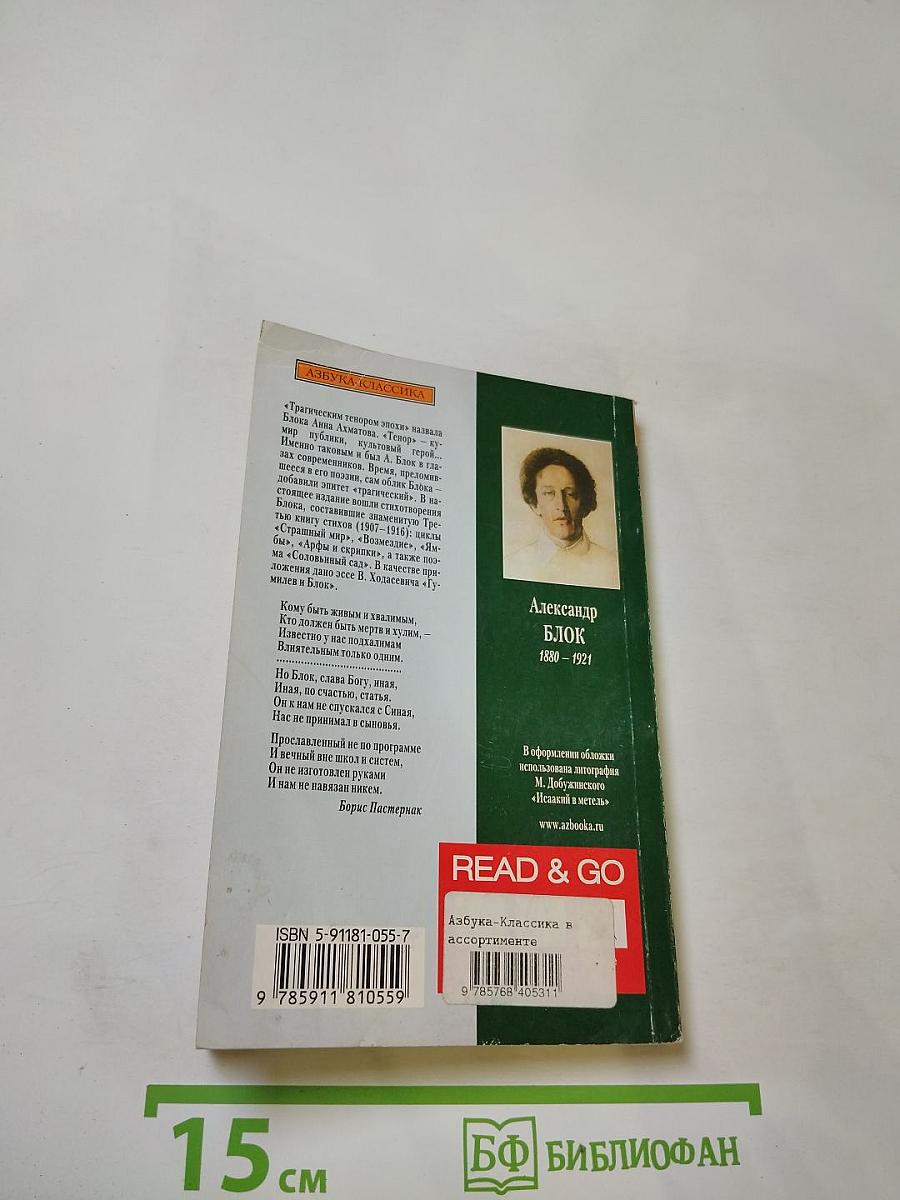 АЗБУКА-КЛАССИКА
«Трагическим тенором эпохи» назвала
Блока Анна Ахматова. «Тенор» – ку-
мир публики, культовый герой...
Именно таковым и был А. Блок в гла-
зах современников. Время, преломив-
шееся в его поэзии, сам облик Блока –
добавили эпитет «трагический». В на-
стоящее издание вошли стихотворения
Блока, составившие знаменитую Тре-
тью книгу стихов (1907–1916): циклы
«Страшный мир», «Возмездие», «Ям-
бы», «Арфы и скрипки», а также поэ-
ма «Соловьиный сад». В качестве при-
ложения дано эссе В. Ходасевича «Гу-
милев и Блок».
Кому быть живым и хвалимым,
Кто должен быть мертв и хулим, –
Известно у нас подхалимам
Влиятельным только одним.
........................................
Но Блок, слава Богу, иная,
Иная, по счастью, статья.
Он к нам не спускался с Синая,
Нас не принимал в сыновья.
Прославленный не по программе
И вечный вне школ и систем,
Он не изготовлен руками
И нам не навязан никем.
Борис Пастернак
ISBN 5-91181-055-7
9 785911 810559
Александр
БЛОК
1880 – 1921
В оформлении обложки
использована литография
М. Добужинского
«Исаакий в метель»
www.azbooka.ru
READ & GO
Азбука-Классика в
ассортименте
9 785768 405311
15 см
БФ БИБЛИОФАН